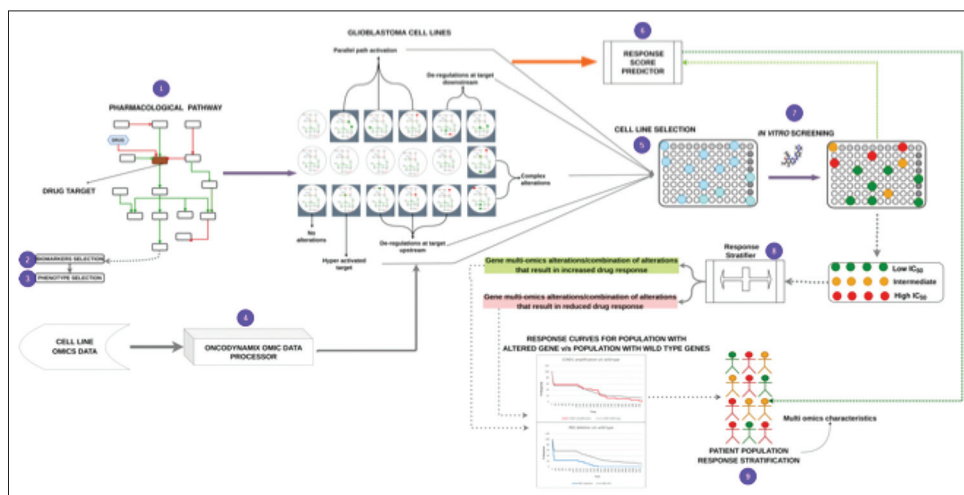 GLIOBLASTOMA CELL LINES
Parallel path activation
De-regulations at target
downstream
6
RESPONSE
SCORE
PREDICTOR
1
PHARMACOLOGICAL PATHWAY
DRUG
DRUG TARGET
CELL LINE SELECTION
5
7
IN VITRO SCREENING
Complex
alterations
No
alterations
Hyper activated
target
De-regulations at target
upstream
2
BIOMARKERS SELECTION
3
PHENOTYPE SELECTION
Gene multi-omics alterations/combination of alterations
that result in increased drug response
Gene multi-omics alterations/combination of alterations
that result in reduced drug response
Response
Stratifier
8
Low IC50
Intermediate
High IC50
4
CELL LINE
OMICS DATA
ONCODYNAMIX OMIC DATA
PROCESSOR
RESPONSE CURVES FOR POPULATION WITH
ALTERED GENE v/s POPULATION WITH WILD TYPE GENES
Multi omics characteristics
PATIENT POPULATION
RESPONSE STRATIFICATION
9